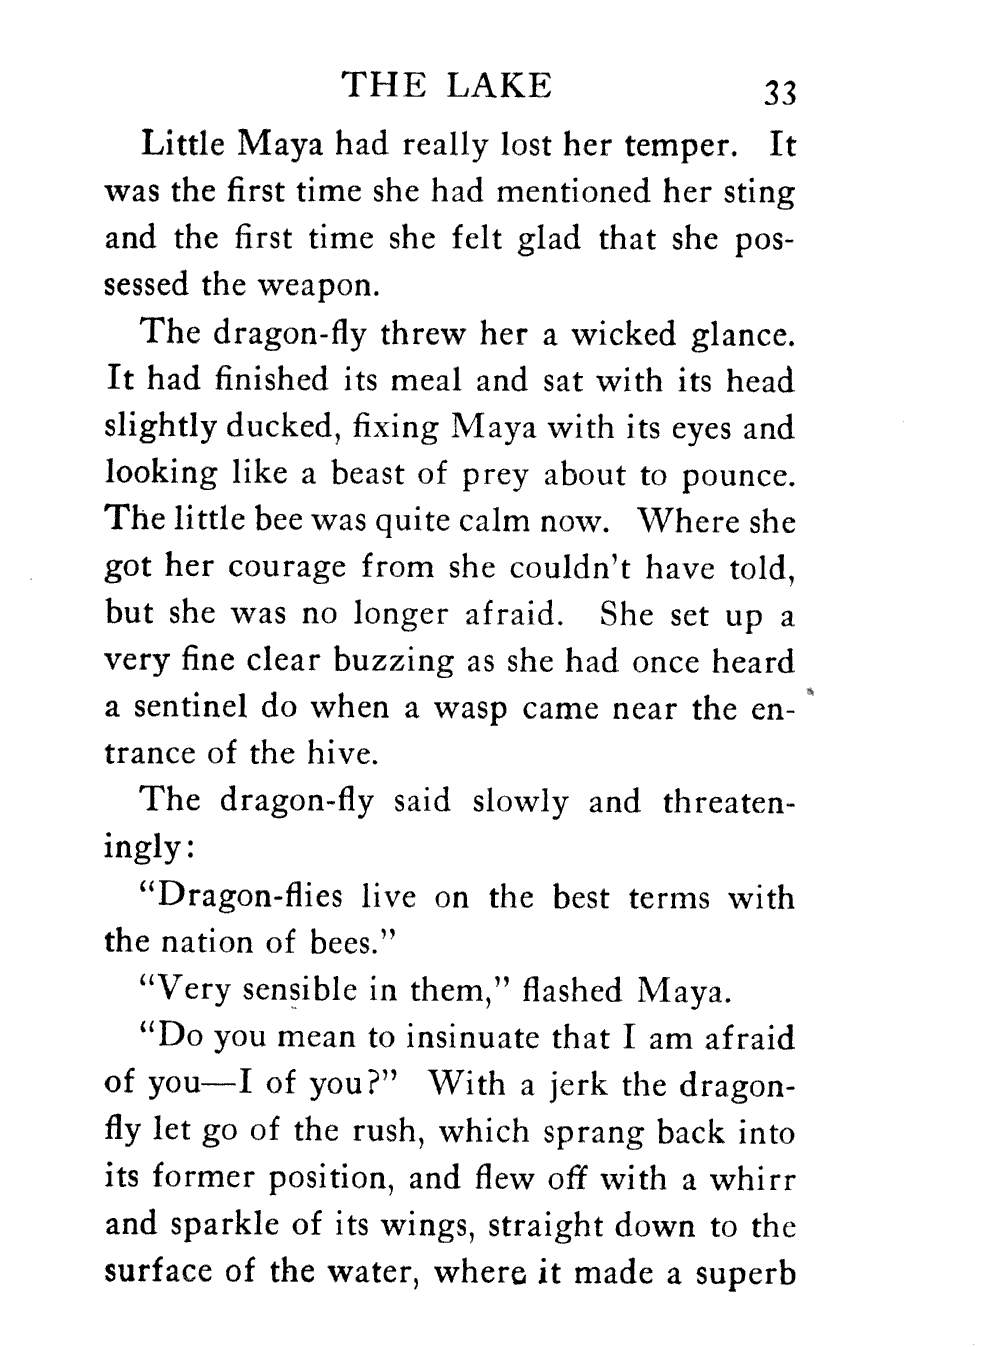 THE LAKE 33
Little Maya had really lost her temper. It
was the first time she had mentioned her sting
and the first time she felt glad that she pos-
sessed the weapon.
The dragon-fly threw her a wicked glance.
It had finished its meal and sat with its head
slightly ducked, fixing Maya with its eyes and
looking like a beast of prey about to pounce.
The little bee was quite calm now. Where she
got her courage from she couldn’t have told,
but she was no longer afraid. She set up a
very fine clear buzzing as she had once heard
a sentinel do when a wasp came near the en-
trance of the hive.
The dragon-fly said slowly and threaten-
ingly:
“Dragon-flies live on the best terms with
the nation of bees.”
“Very sensible in them,” flashed Maya.
“Do you mean to insinuate that I am afraid
of you—I of you?” With a jerk the dragon-
fly let go of the rush, which sprang back into
its former position, and flew off with a whirr
and sparkle of its wings, straight down to the
surface of the water, where it made a superb